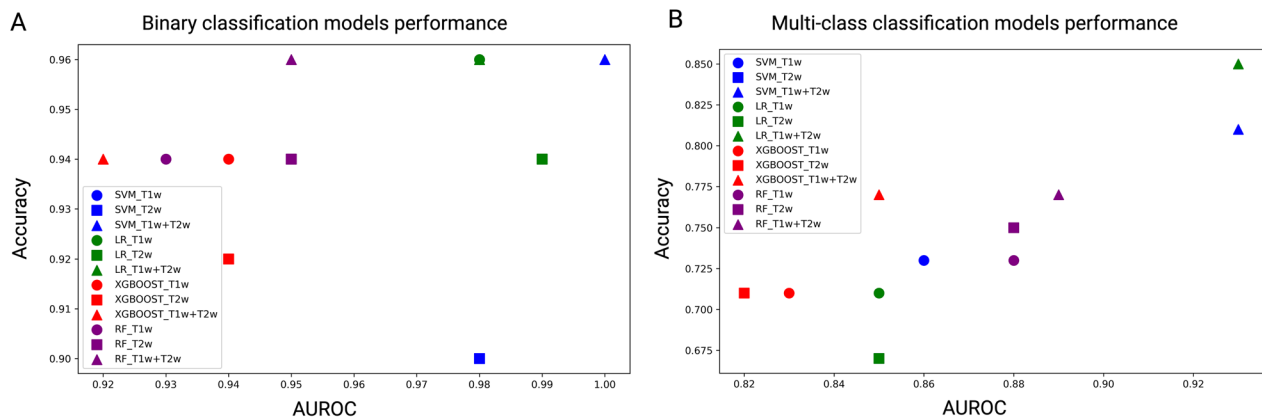 A
Binary classification models performance
0.96
0.95
0.94
0.93
0.92
0.91
0.90
Accuracy
SVM_T1w
SVM_T2w
SVM_T1w+T2w
LR_T1w
LR_T2w
LR_T1w+T2w
XGBOOST_T1w
XGBOOST_T2w
XGBOOST_T1w+T2w
RF_T1w
RF_T2w
RF_T1w+T2w
0.92 0.93 0.94 0.95 0.96 0.97 0.98 0.99 1.00
AUROC
B
Multi-class classification models performance
0.850
0.825
0.800
0.775
0.750
0.725
0.700
0.675
Accuracy
SVM_T1w
SVM_T2w
SVM_T1w+T2w
LR_T1w
LR_T2w
LR_T1w+T2w
XGBOOST_T1w
XGBOOST_T2w
XGBOOST_T1w+T2w
RF_T1w
RF_T2w
RF_T1w+T2w
0.82 0.84 0.86 0.88 0.90 0.92
AUROC